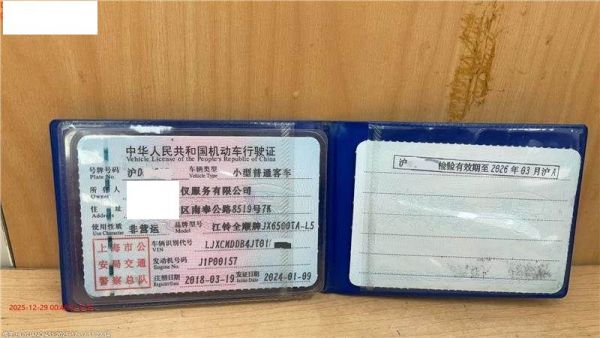 中华人民共和国机动车行驶证
Vehicle License of the People's Republic of China
号牌号码 沪D 车辆类型 小型普通客车
Plate No. Vehicle Type
所有人 仪服务有限公司
住址 区南奉公路8519号7K
Address
使用性质 非营运 品牌型号 江铃全顺牌JX6500TA-L5
Use Character Model
上海市公
安局交通
警察总队
车辆识别代号 LJXCMDDB4JT01
VIN
发动机号码 J1P00157
Engine No.
注册日期 2018-03-19 发证日期 2024-01-09
Register Date Issue Date
沪 检验有效期至 2026年03月沪A
2025-12-29 00